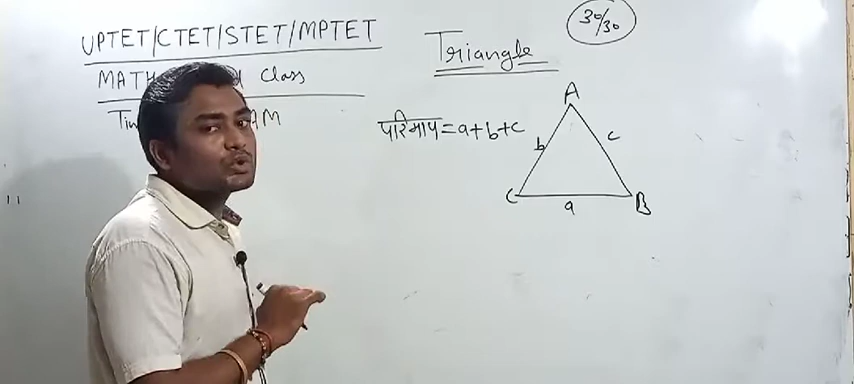 UPTET/CTET/STET/MPTET
MATH Class
AM
Triangle
30/30
परिमाप = a+b+c
A
b
c
C
a
B